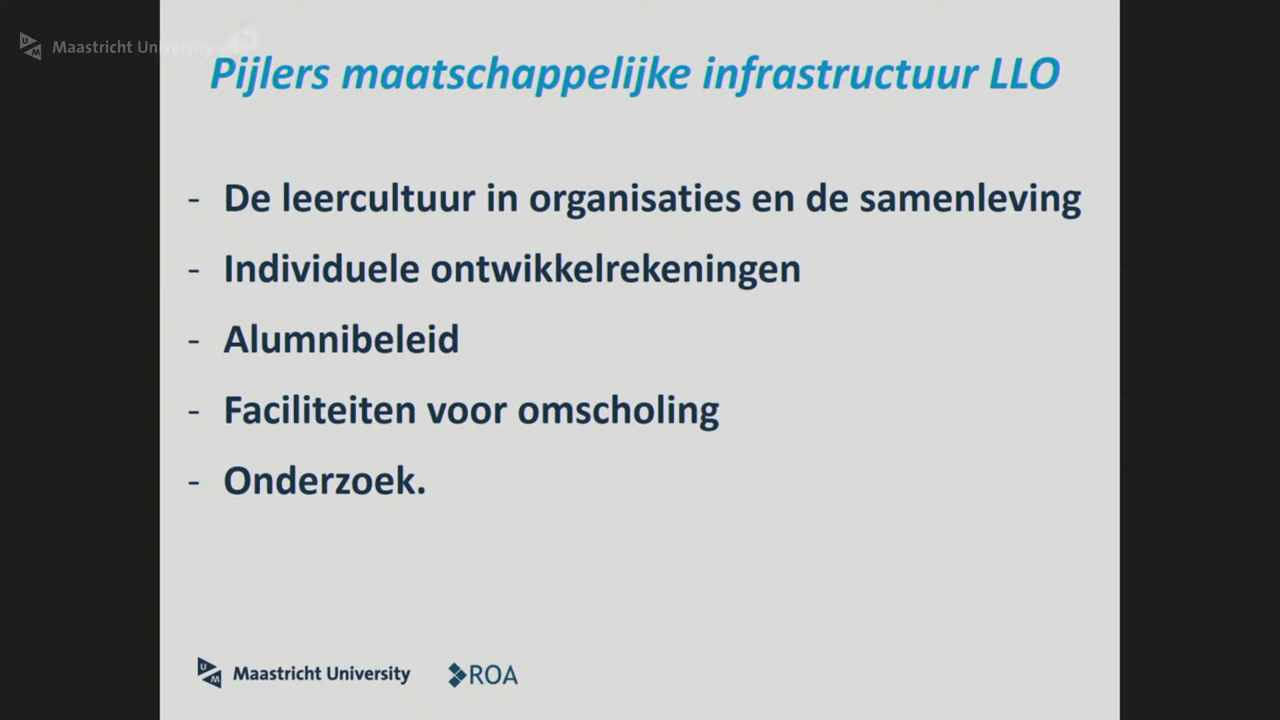 Maastricht University
Pijlers maatschappelijke infrastructuur LLO
- De leercultuur in organisaties en de samenleving
- Individuele ontwikkelrekeningen
- Alumnibeleid
- Faciliteiten voor omscholing
- Onderzoek.
Maastricht University ROA